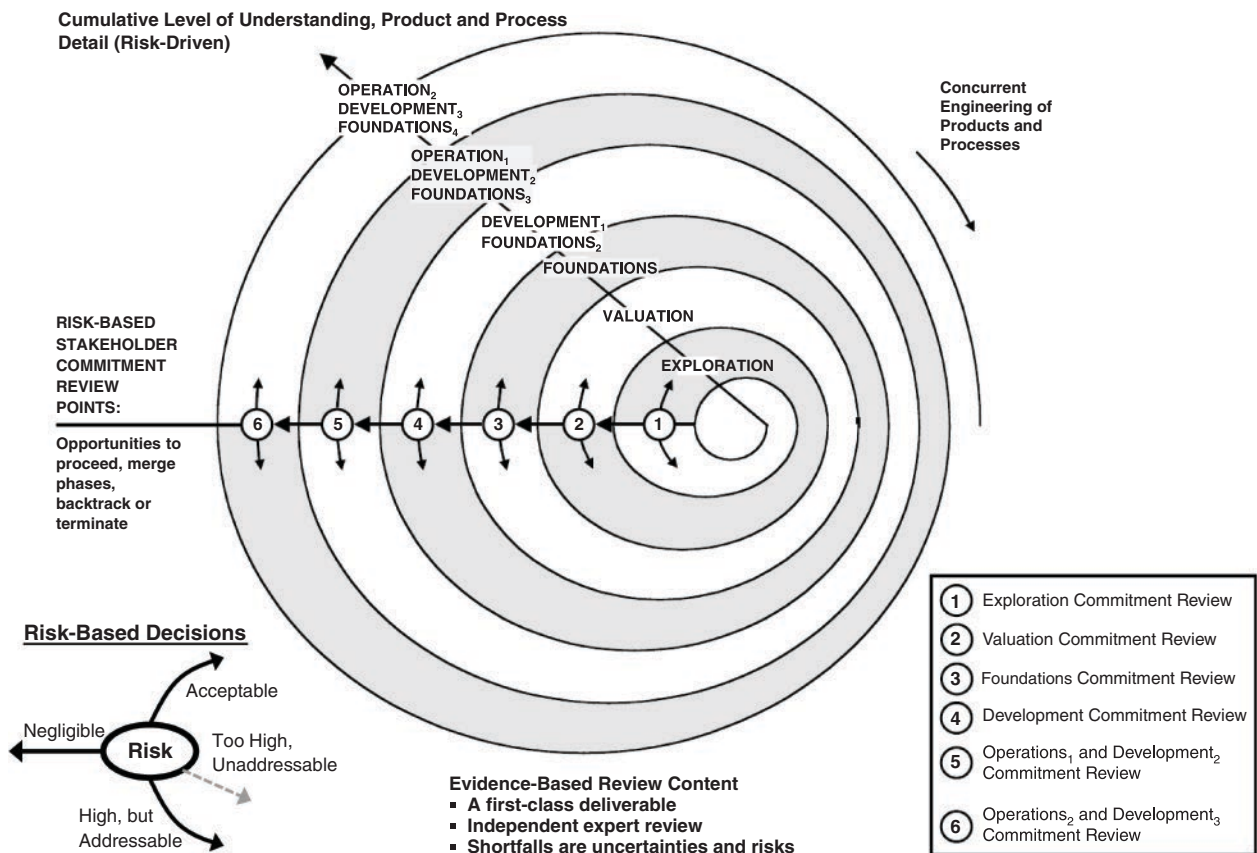 Cumulative Level of Understanding, Product and Process
Detail (Risk-Driven)
OPERATION₂
DEVELOPMENT₃
FOUNDATIONS₄
Concurrent
Engineering of
Products and
Processes
OPERATION₁
DEVELOPMENT₂
FOUNDATIONS₃
DEVELOPMENT₁
FOUNDATIONS₂
FOUNDATIONS
VALUATION
EXPLORATION
RISK-BASED
STAKEHOLDER
COMMITMENT
REVIEW
POINTS:
6
5
4
3
2
1
Opportunities to
proceed, merge
phases,
backtrack or
terminate
Risk-Based Decisions
Acceptable
Negligible
Risk
Too High,
Unaddressable
High, but
Addressable
Evidence-Based Review Content
▪ A first-class deliverable
▪ Independent expert review
▪ Shortfalls are uncertainties and risks
1 Exploration Commitment Review
2 Valuation Commitment Review
3 Foundations Commitment Review
4 Development Commitment Review
5 Operations₁ and Development₂
Commitment Review
6 Operations₂ and Development₃
Commitment Review